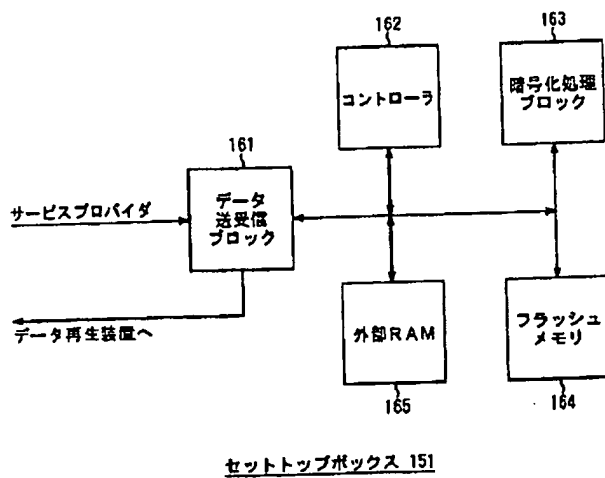 162
コントローラ
163
暗号化処理
ブロック
161
データ
送受信
ブロック
サービスプロバイダ
データ再生装置へ
外部RAM
165
フラッシュ
メモリ
164
セットトップボックス 151